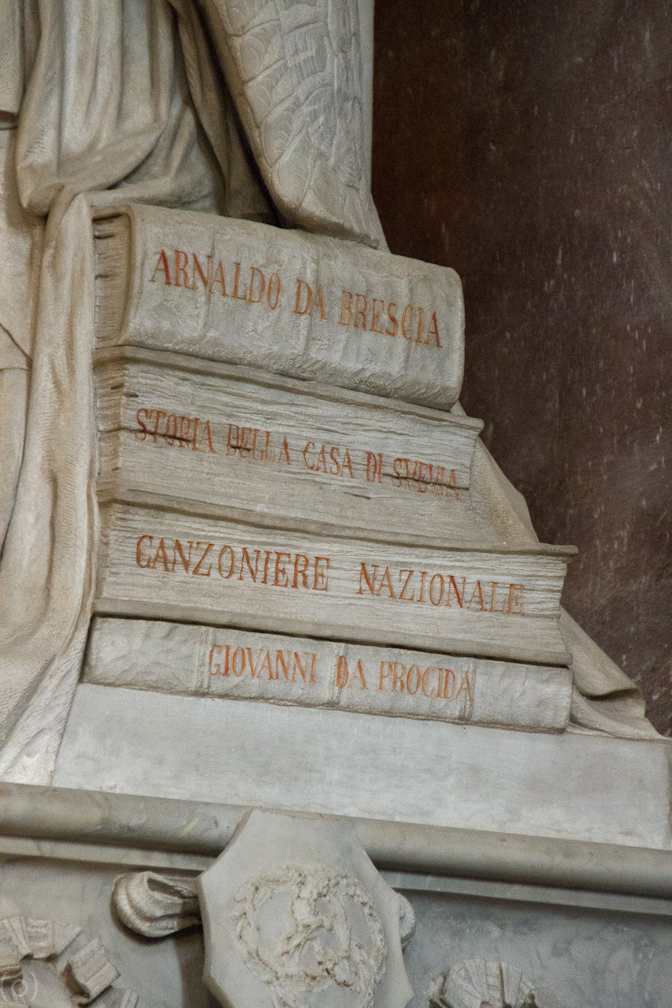 ARNALDO DA BRESCIA
STORIA DELLA CASA DI SVEVIA
CANZONIERE NAZIONALE
GIOVANNI DA PROCIDA